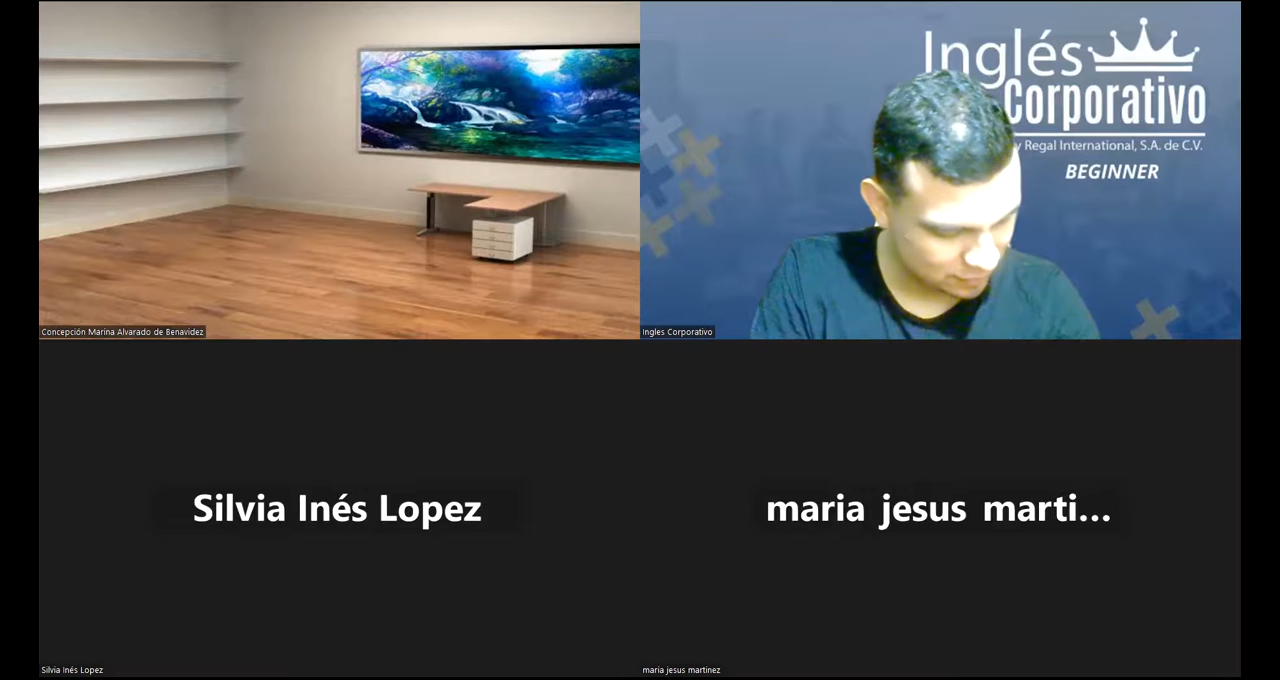 Inglés
Corporativo
y Regal International, S.A. de C.V.
BEGINNER
Concepción Marina Alvarado de Benavidez
Ingles Corporativo
Silvia Inés Lopez
maria jesus marti...
Silvia Inés Lopez
maria jesus martinez